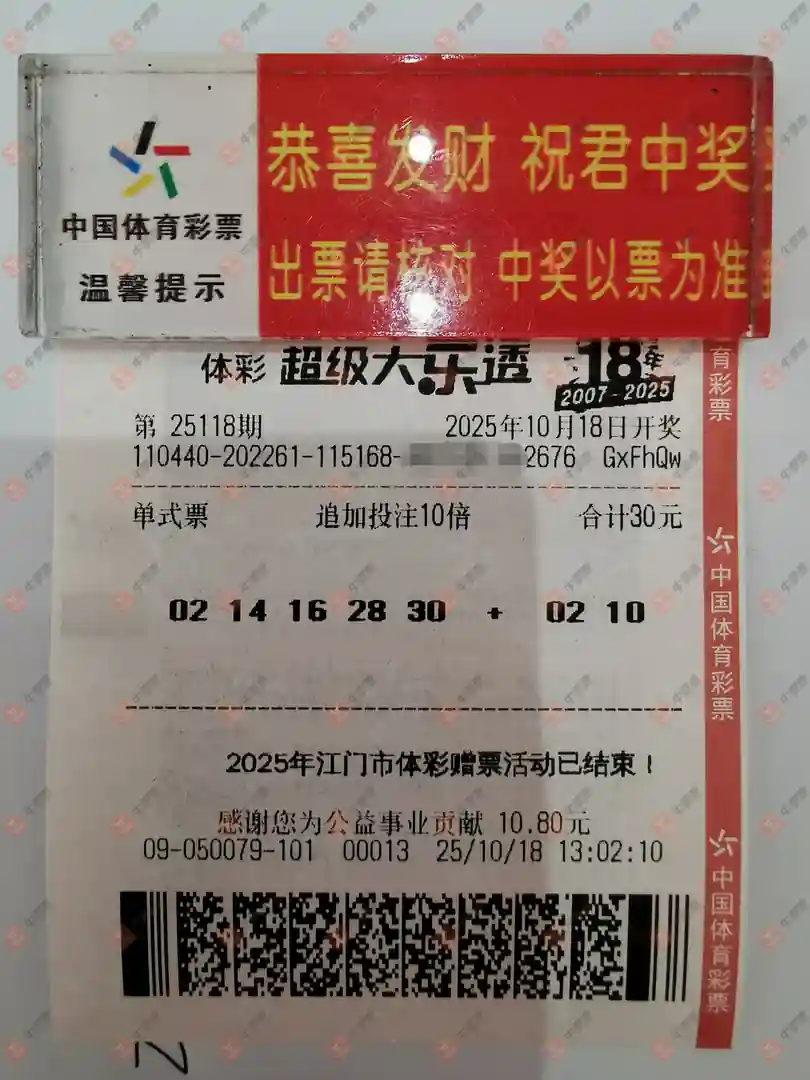 恭喜发财 祝君中奖
中国体育彩票
温馨提示
出票请核对 中奖以票为准
体彩 超级大乐透 18年
2007-2025
第 25118期 2025年10月18日开奖
110440-202261-115168- 2676 GxFhQw
单式票 追加投注10倍 合计30元
02 14 16 28 30 + 02 10
2025年江门市体彩赠票活动已结束！
感谢您为公益事业贡献 10.80元
09-050079-101 00013 25/10/18 13:02:10
育彩票
中国体育彩票
中国体育彩票